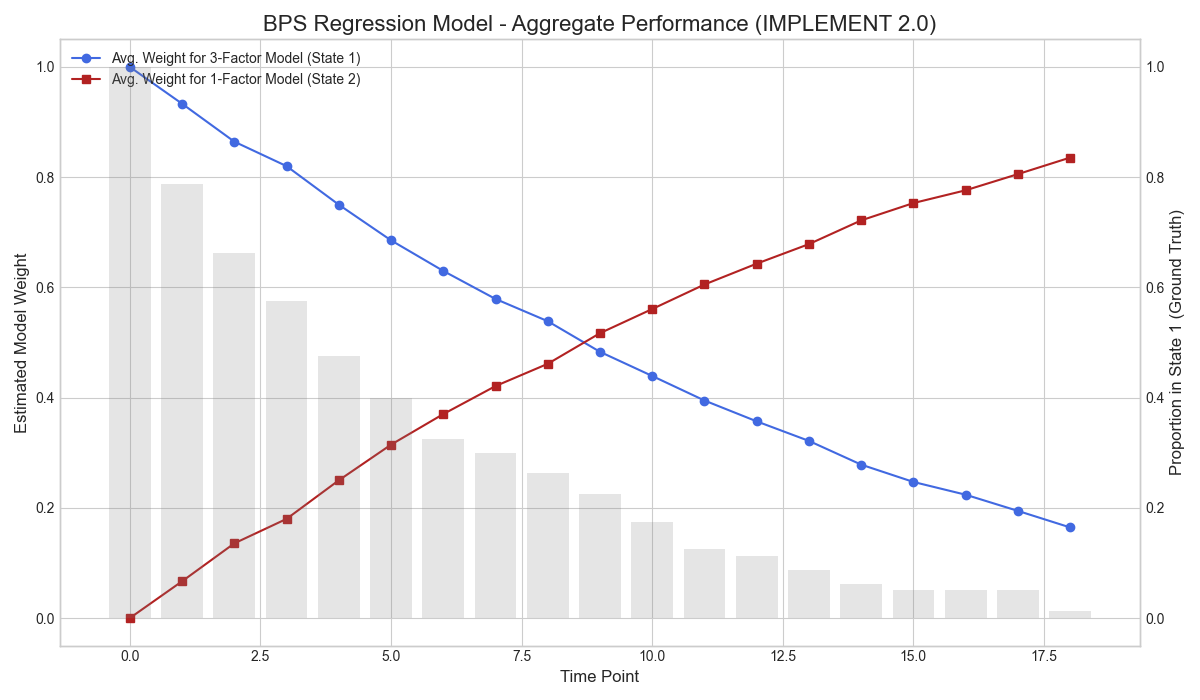 BPS Regression Model - Aggregate Performance (IMPLEMENT 2.0)
Avg. Weight for 3-Factor Model (State 1)
Avg. Weight for 1-Factor Model (State 2)
Estimated Model Weight
1.0
0.8
0.6
0.4
0.2
0.0
1.0
0.8
0.6
0.4
0.2
0.0
Proportion in State 1 (Ground Truth)
0.0 2.5 5.0 7.5 10.0 12.5 15.0 17.5
Time Point